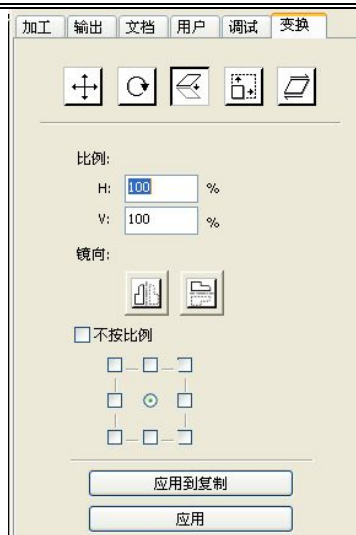 加工 输出 文档 用户 调试 变换
比例:
H: 100 %
V: 100 %
镜向:
不按比例
应用到复制
应用